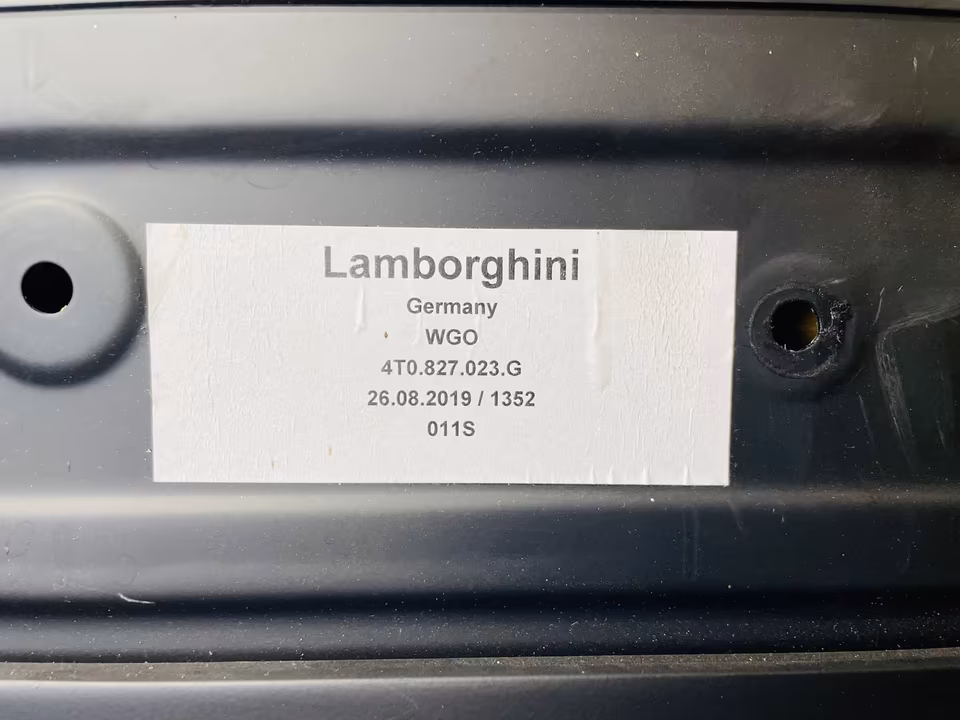 Lamborghini
Germany
WGO
4T0.827.023.G
26.08.2019 / 1352
011S